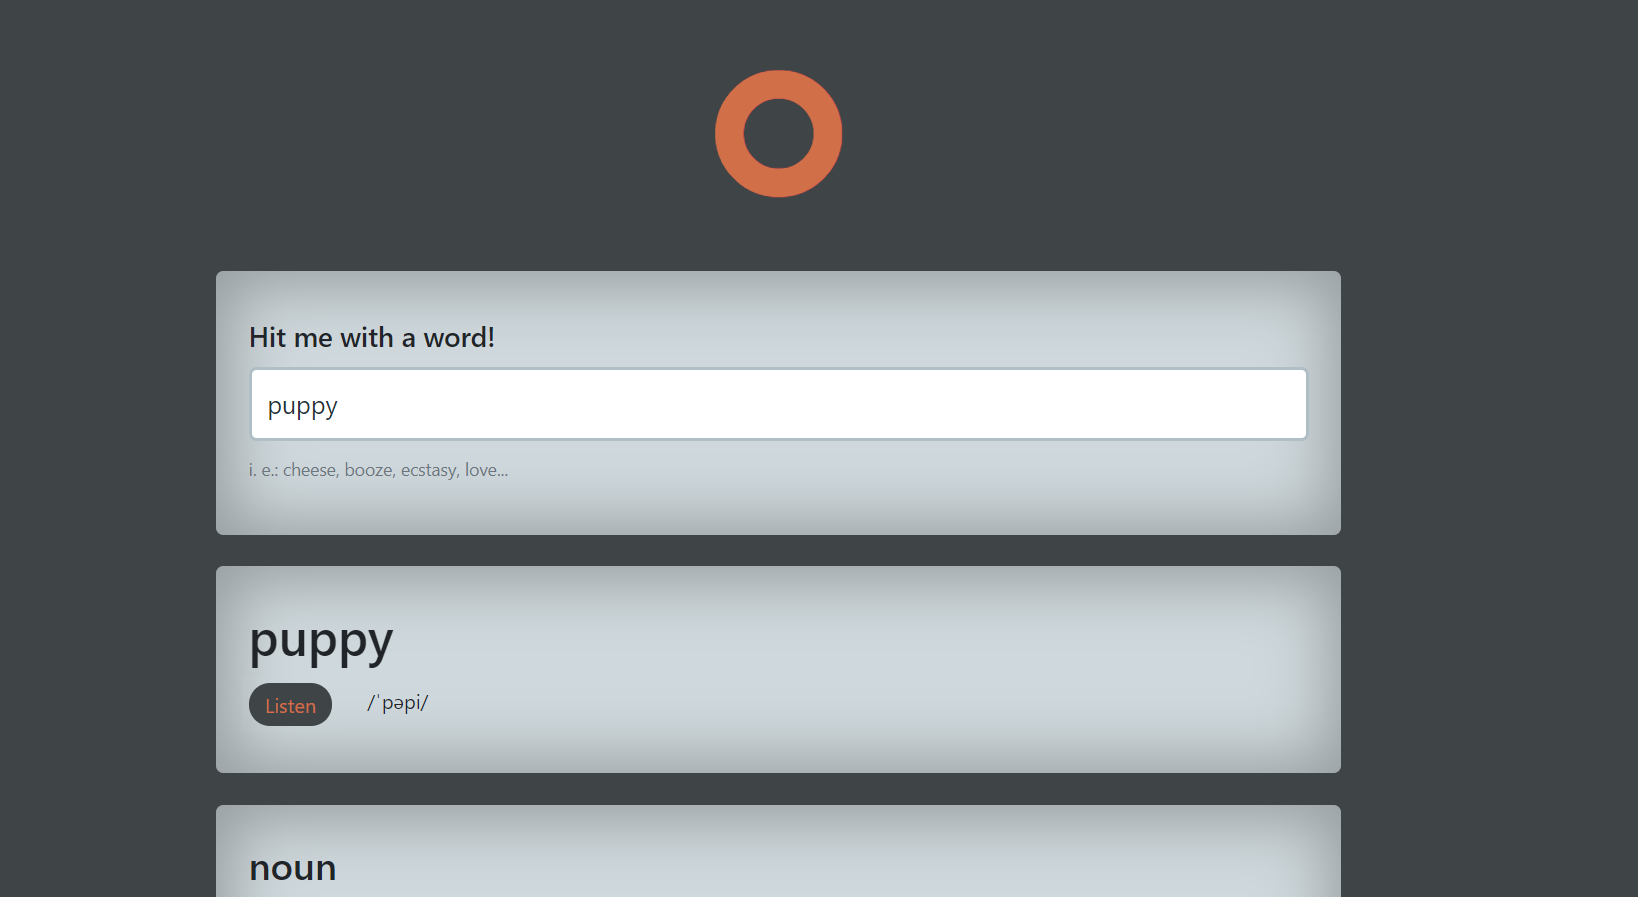 Hit me with a word!
puppy
i. e.: cheese, booze, ecstasy, love...
puppy
Listen /ˈpəpi/
noun